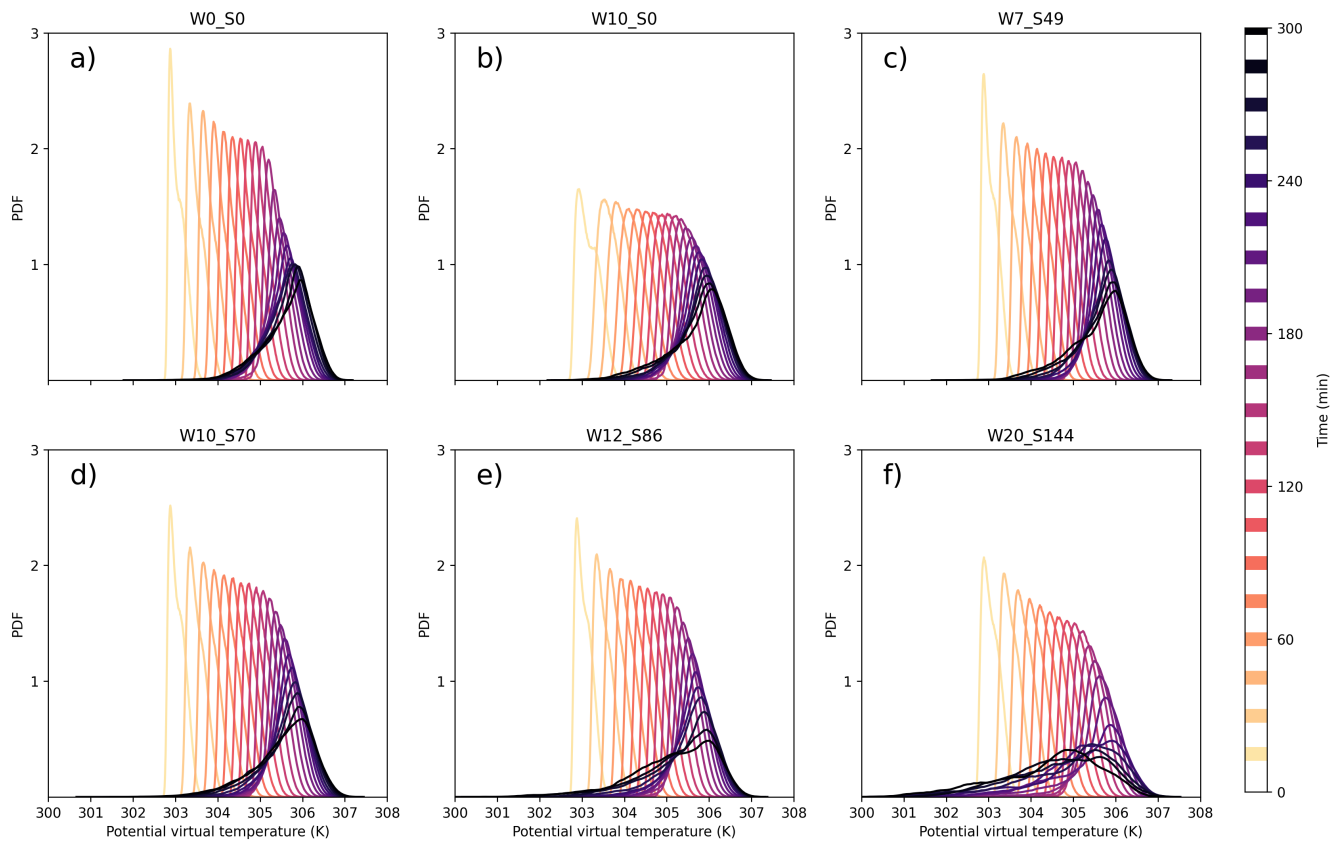 W0_S0
W10_S0
W7_S49
a)
b)
c)
3
2
1
PDF
3
2
1
PDF
3
2
1
PDF
W10_S70
W12_S86
W20_S144
d)
e)
f)
3
2
1
PDF
3
2
1
PDF
3
2
1
PDF
300 301 302 303 304 305 306 307 308
Potential virtual temperature (K)
303 304 305 306 307 308
Potential virtual temperature (K)
300 301 302 303 304 305 306 307 308
Potential virtual temperature (K)
300
240
180
120
60
0
Time (min)